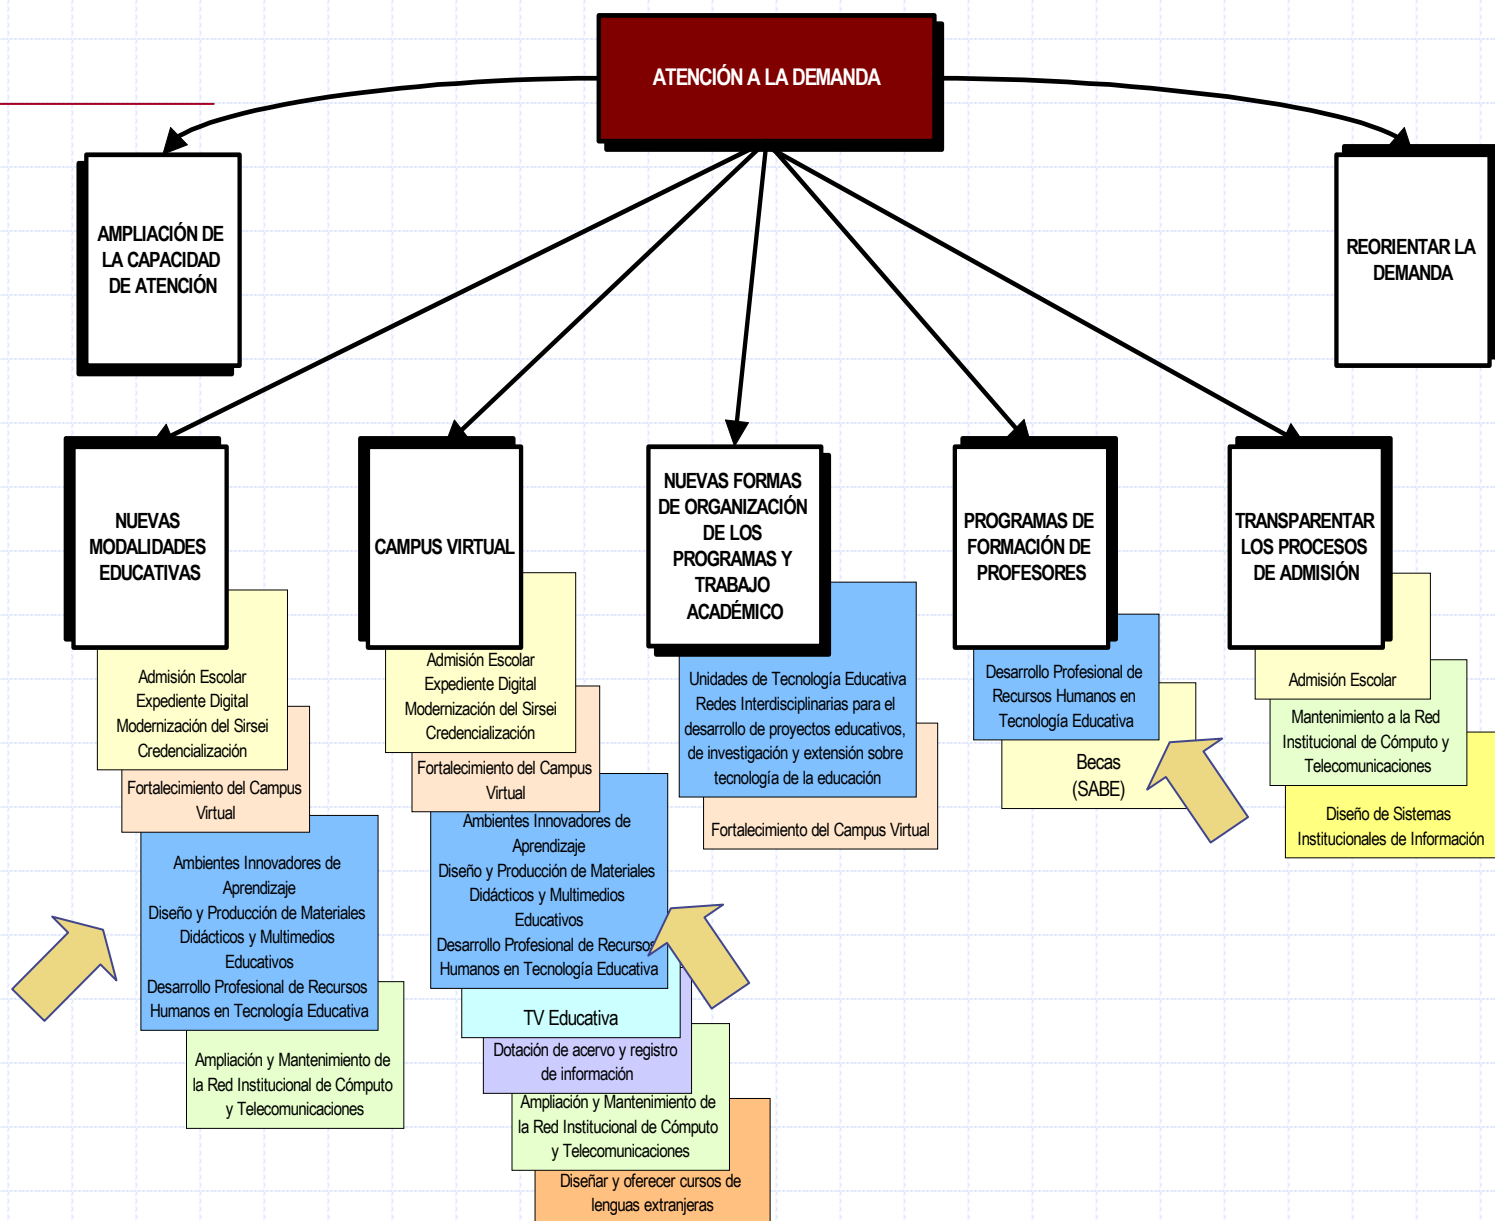 ATENCIÓN A LA DEMANDA
AMPLIACIÓN DE
LA CAPACIDAD
DE ATENCIÓN
REORIENTAR LA
DEMANDA
NUEVAS
MODALIDADES
EDUCATIVAS
Admisión Escolar
Expediente Digital
Modernización del Sirsei
Credencialización
Fortalecimiento del Campus
Virtual
Ambientes Innovadores de
Aprendizaje
Diseño y Producción de Materiales
Didácticos y Multimedios
Educativos
Desarrollo Profesional de Recursos
Humanos en Tecnología Educativa
Ampliación y Mantenimiento de
la Red Institucional de Cómputo
y Telecomunicaciones
CAMPUS VIRTUAL
Admisión Escolar
Expediente Digital
Modernización del Sirsei
Credencialización
Fortalecimiento del Campus
Virtual
Ambientes Innovadores de
Aprendizaje
Diseño y Producción de Materiales
Didácticos y Multimedios
Educativos
Desarrollo Profesional de Recursos
Humanos en Tecnología Educativa
TV Educativa
Dotación de acervo y registro
de información
Ampliación y Mantenimiento de
la Red Institucional de Cómputo
y Telecomunicaciones
Diseñar y oferecer cursos de
lenguas extranjeras
NUEVAS FORMAS
DE ORGANIZACIÓN
DE LOS
PROGRAMAS Y
TRABAJO
ACADÉMICO
Unidades de Tecnología Educativa
Redes Interdisciplinarias para el
desarrollo de proyectos educativos,
de investigación y extensión sobre
tecnología de la educación
Fortalecimiento del Campus Virtual
PROGRAMAS DE
FORMACIÓN DE
PROFESORES
Desarrollo Profesional de
Recursos Humanos en
Tecnología Educativa
Becas
(SABE)
TRANSPARENTAR
LOS PROCESOS
DE ADMISIÓN
Admisión Escolar
Mantenimiento a la Red
Institucional de Cómputo y
Telecomunicaciones
Diseño de Sistemas
Institucionales de Información